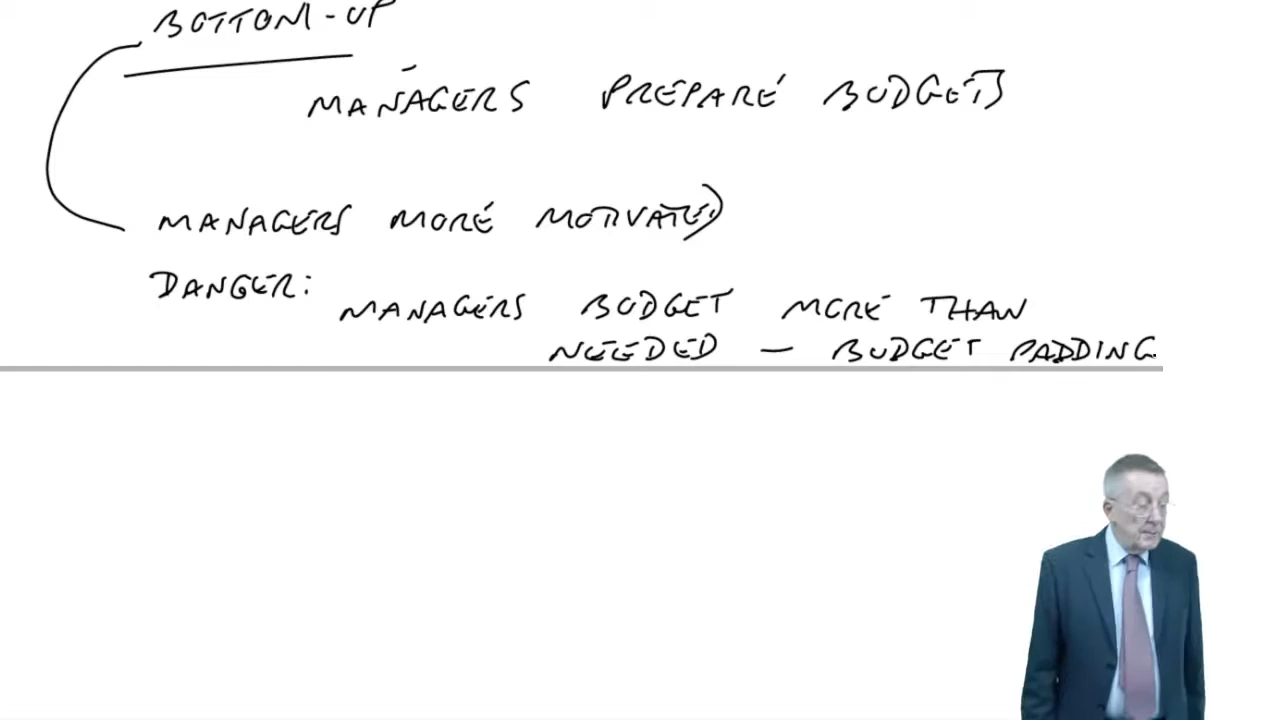 BOTTOM-UP
MANAGERS PREPARE BUDGETS
MANAGERS MORE MOTIVATED
DANGER:
MANAGERS BUDGET MORE THAN
NEEDED — BUDGET PADDING